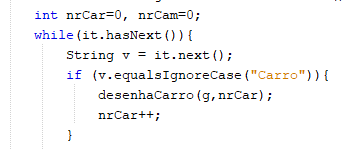 int nrCar=0, nrCam=0;
while(it.hasNext()){
String v = it.next();
if (v.equalsIgnoreCase("Carro")){
desenhaCarro(g,nrCar);
nrCar++;
}